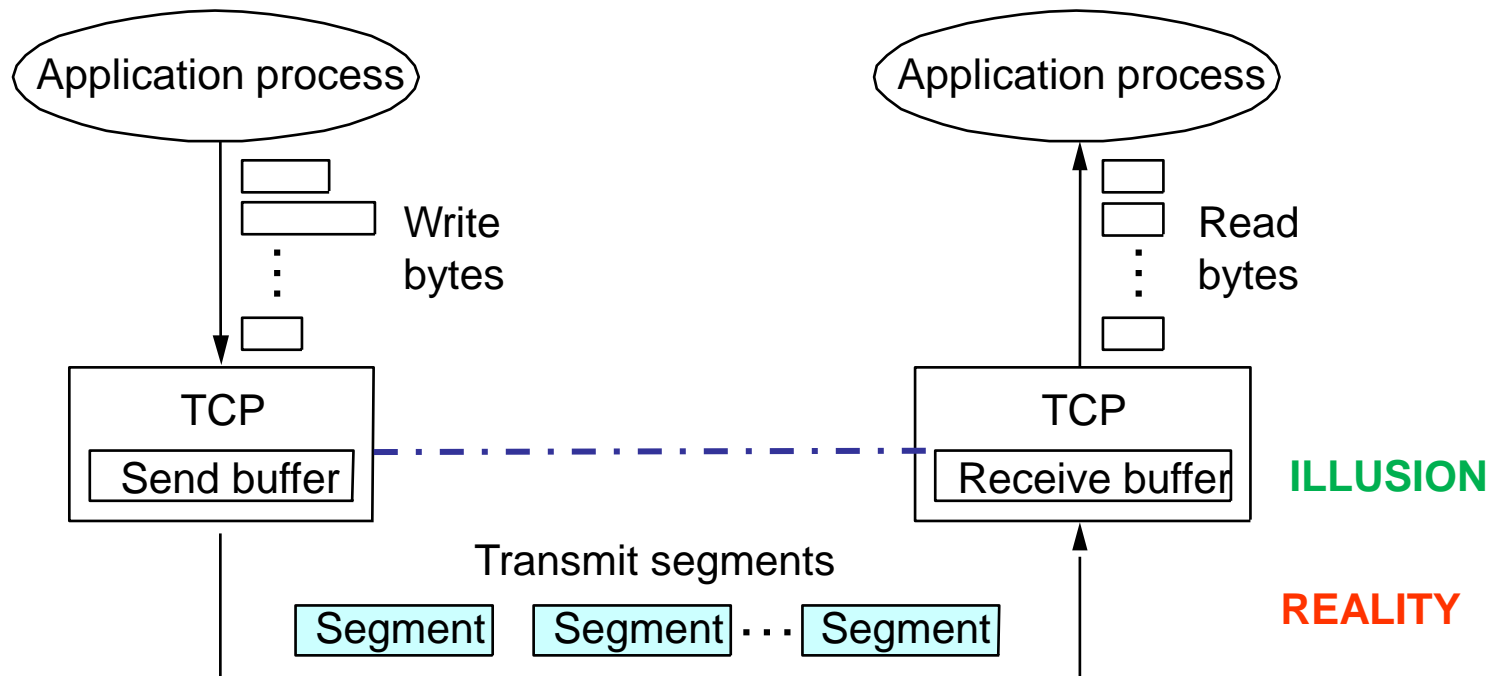 Application process
Application process
Write
bytes
Read
bytes
TCP
TCP
Send buffer
Receive buffer
ILLUSION
Transmit segments
REALITY
Segment
Segment
...
Segment